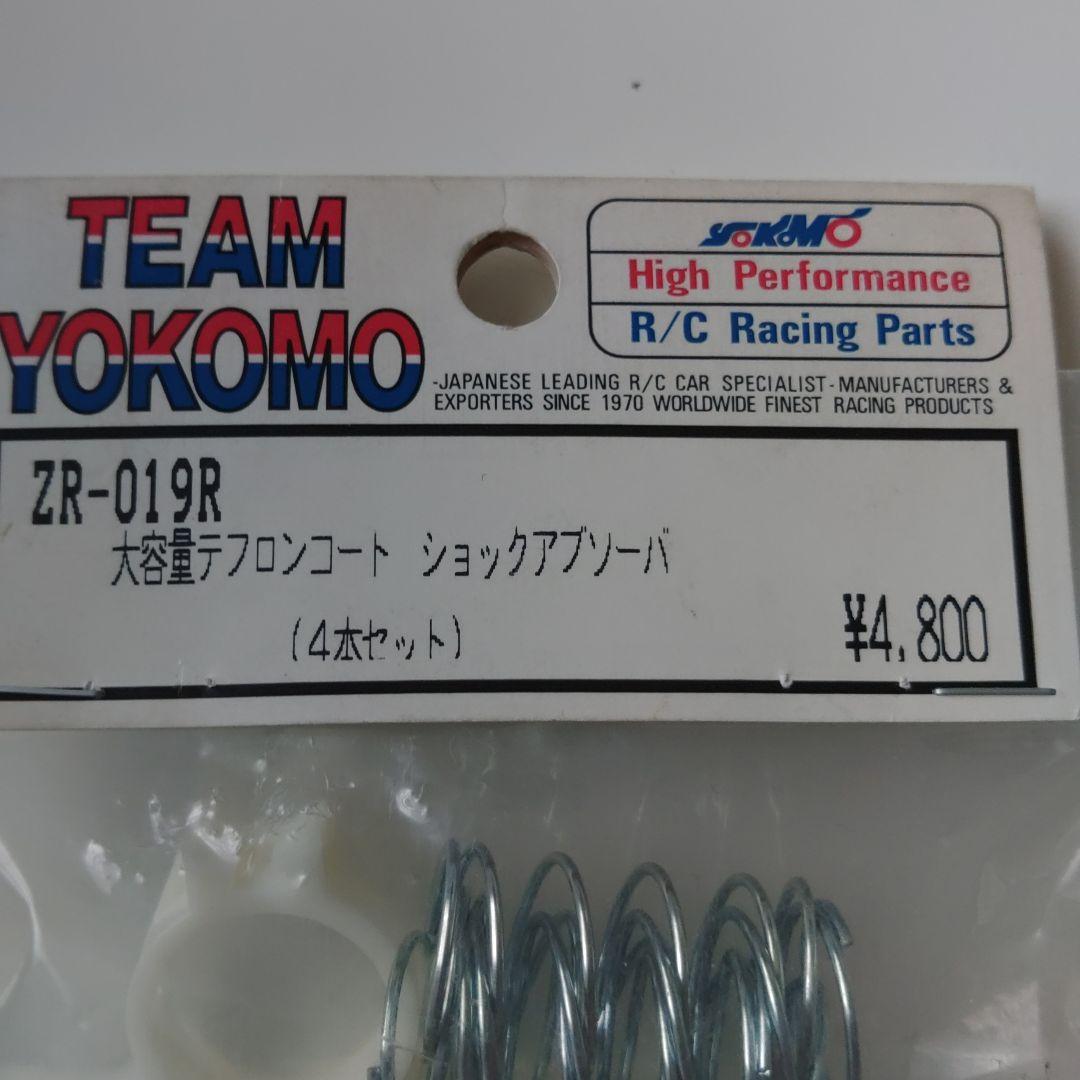 TEAM
YOKOMO
YOKOMO
High Performance
R/C Racing Parts
-JAPANESE LEADING R/C CAR SPECIALIST-MANUFACTURERS &
EXPORTERS SINCE 1970 WORLDWIDE FINEST RACING PRODUCTS
ZR-019R
大容量テフロンコート ショックアブソーバ
(4本セット)
¥4,800